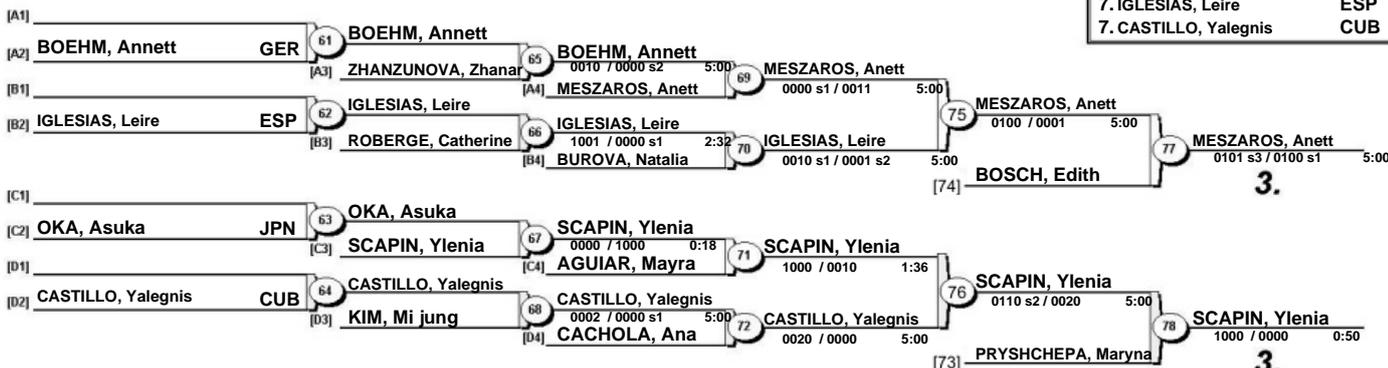 7. IGLESIAS, Leire ESP
7. CASTILLO, Yalegnis CUB
[A1]
[A2] BOEHM, Annett GER
61
BOEHM, Annett
[A3] ZHANZUNOVA, Zhanar
65
BOEHM, Annett
0010 / 0000 s2 5:00
[A4] MESZAROS, Anett
69
MESZAROS, Anett
0000 s1 / 0011 5:00
[B1]
[B2] IGLESIAS, Leire ESP
62
IGLESIAS, Leire
[B3] ROBERGE, Catherine
66
IGLESIAS, Leire
1001 / 0000 s1 2:32
[B4] BUROVA, Natalia
70
IGLESIAS, Leire
0010 s1 / 0001 s2 5:00
75
MESZAROS, Anett
0100 / 0001 5:00
[74] BOSCH, Edith
77
MESZAROS, Anett
0101 s3 / 0100 s1 5:00
3.
[C1]
[C2] OKA, Asuka JPN
63
OKA, Asuka
[C3] SCAPIN, Ylenia
67
SCAPIN, Ylenia
0000 / 1000 0:18
[C4] AGUIAR, Mayra
71
SCAPIN, Ylenia
1000 / 0010 1:36
[D1]
[D2] CASTILLO, Yalegnis CUB
64
CASTILLO, Yalegnis
[D3] KIM, Mi jung
68
CASTILLO, Yalegnis
0002 / 0000 s1 5:00
[D4] CACHOLA, Ana
72
CASTILLO, Yalegnis
0020 / 0000 5:00
76
SCAPIN, Ylenia
0110 s2 / 0020 5:00
[73] PRYSHCHEPA, Maryna
78
SCAPIN, Ylenia
1000 / 0000 0:50
3.